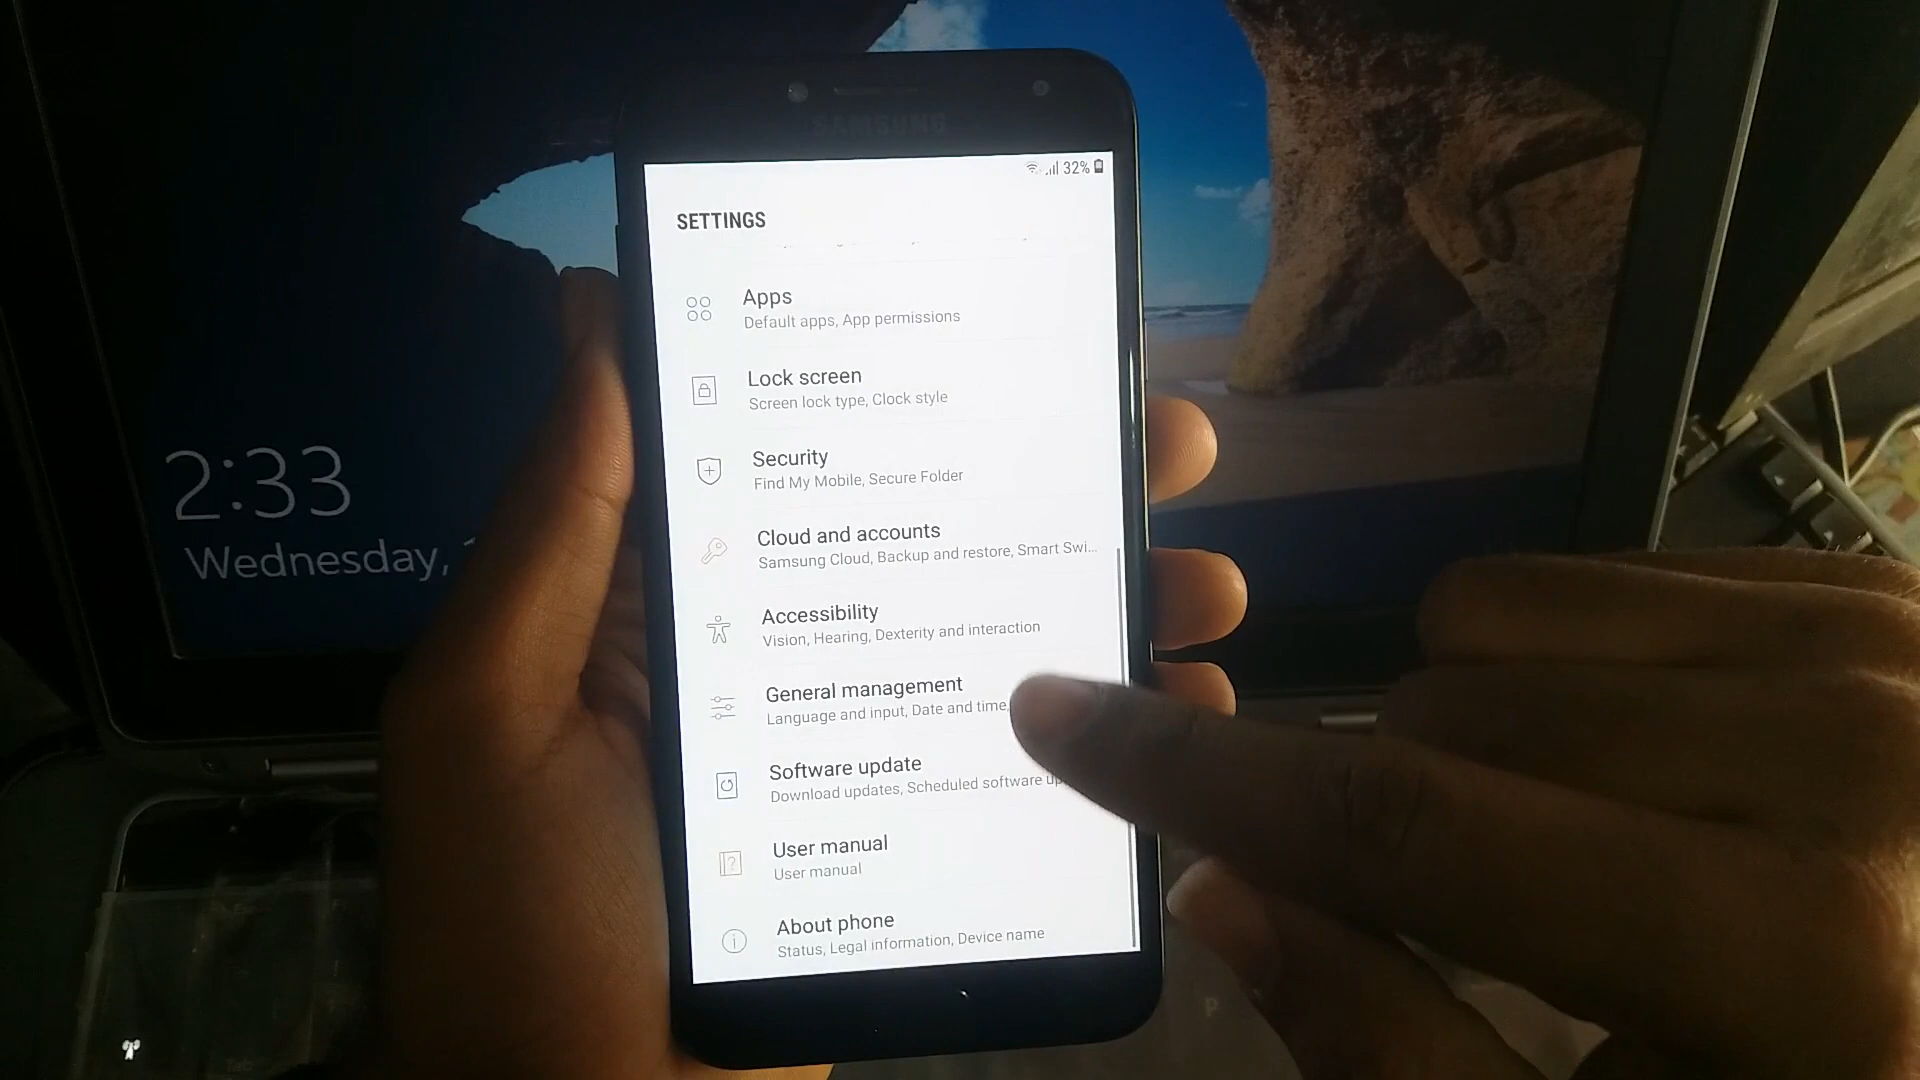 SAMSUNG
32%
SETTINGS
Apps
Default apps, App permissions
Lock screen
Screen lock type, Clock style
Security
Find My Mobile, Secure Folder
Cloud and accounts
Samsung Cloud, Backup and restore, Smart Swi...
Accessibility
Vision, Hearing, Dexterity and interaction
General management
Language and input, Date and time,
Software update
Download updates, Scheduled software
User manual
User manual
About phone
Status, Legal information, Device name
2:33
Wednesday,
P
Tab